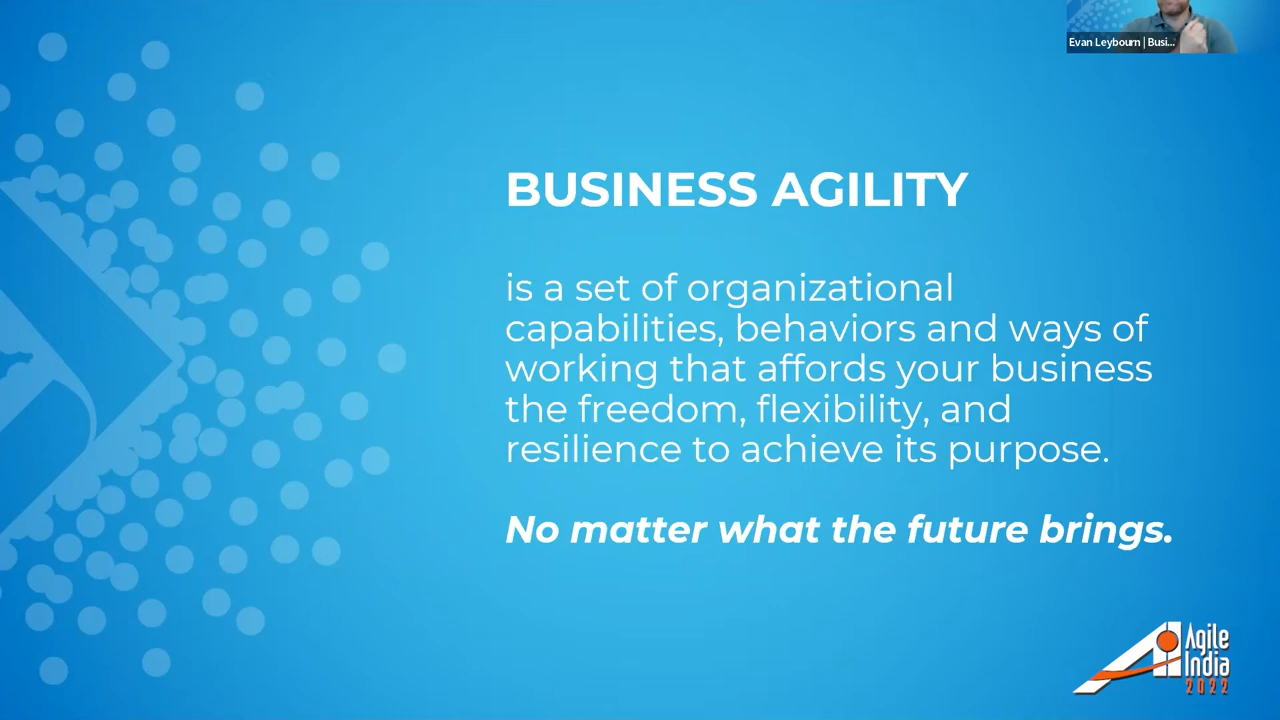 Evan Leybourn | Busi...
BUSINESS AGILITY
is a set of organizational
capabilities, behaviors and ways of
working that affords your business
the freedom, flexibility, and
resilience to achieve its purpose.
No matter what the future brings.
Agile
India
2022